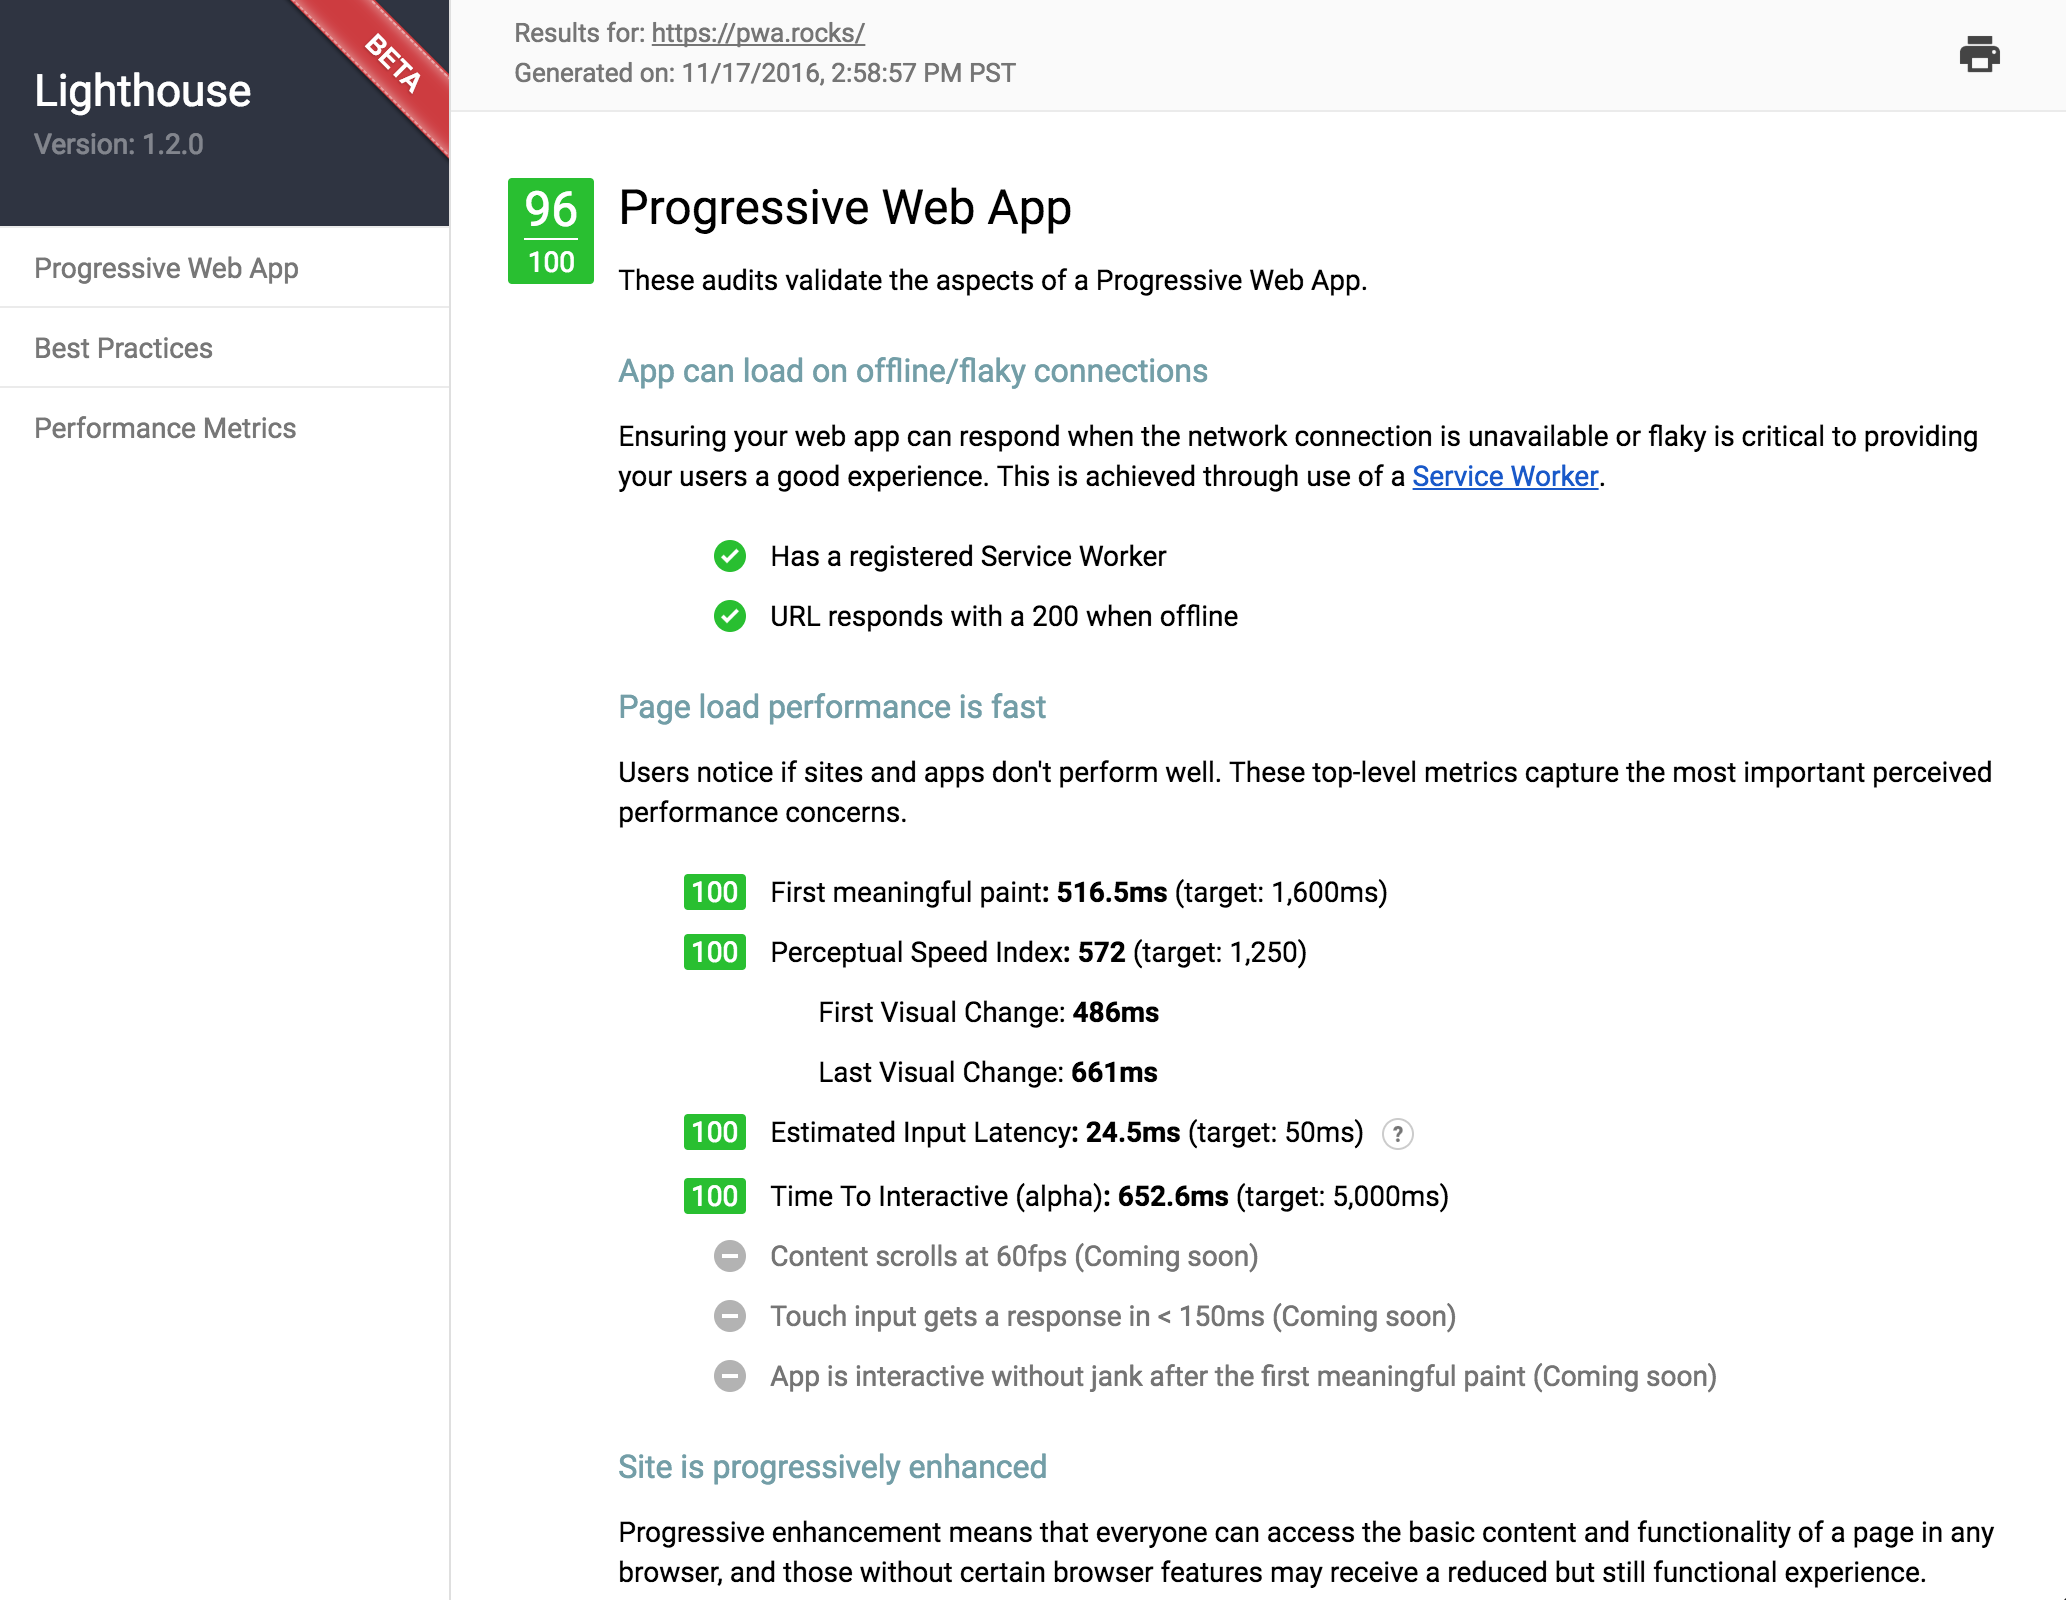 BETA
Lighthouse
Version: 1.2.0
Progressive Web App
Best Practices
Performance Metrics
Results for: https://pwa.rocks/
Generated on: 11/17/2016, 2:58:57 PM PST
96
100
Progressive Web App
These audits validate the aspects of a Progressive Web App.
App can load on offline/flaky connections
Ensuring your web app can respond when the network connection is unavailable or flaky is critical to providing
your users a good experience. This is achieved through use of a Service Worker.
Has a registered Service Worker
URL responds with a 200 when offline
Page load performance is fast
Users notice if sites and apps don't perform well. These top-level metrics capture the most important perceived
performance concerns.
100 First meaningful paint: 516.5ms (target: 1,600ms)
100 Perceptual Speed Index: 572 (target: 1,250)
First Visual Change: 486ms
Last Visual Change: 661ms
100 Estimated Input Latency: 24.5ms (target: 50ms) ?
100 Time To Interactive (alpha): 652.6ms (target: 5,000ms)
Content scrolls at 60fps (Coming soon)
Touch input gets a response in < 150ms (Coming soon)
App is interactive without jank after the first meaningful paint (Coming soon)
Site is progressively enhanced
Progressive enhancement means that everyone can access the basic content and functionality of a page in any
browser, and those without certain browser features may receive a reduced but still functional experience.